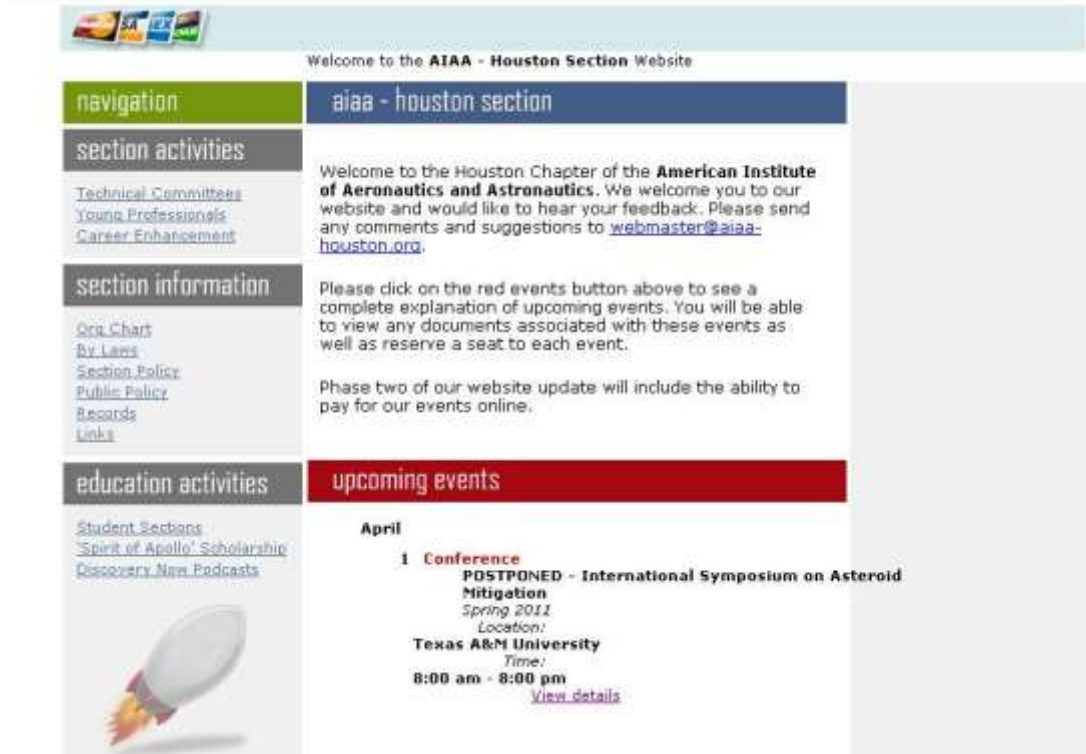 Welcome to the AIAA - Houston Section Website
navigation
section activities
Technical Committees
Young Professionals
Career Enhancement
section information
Org Chart
By Laws
Section Policy
Public Policy
Records
Links
education activities
Student Sections
'Spirit of Apollo' Scholarship
Discovery Now Podcasts
aiaa - houston section
Welcome to the Houston Chapter of the American Institute
of Aeronautics and Astronautics. We welcome you to our
website and would like to hear your feedback. Please send
any comments and suggestions to webmaster@aiaa-
houston.org.
Please click on the red events button above to see a
complete explanation of upcoming events. You will be able
to view any documents associated with these events as
well as reserve a seat to each event.
Phase two of our website update will include the ability to
pay for our events online.
upcoming events
April
1 Conference
POSTPONED - International Symposium on Asteroid
Mitigation
Spring 2011
Location:
Texas A&M University
Time:
8:00 am - 8:00 pm
View details